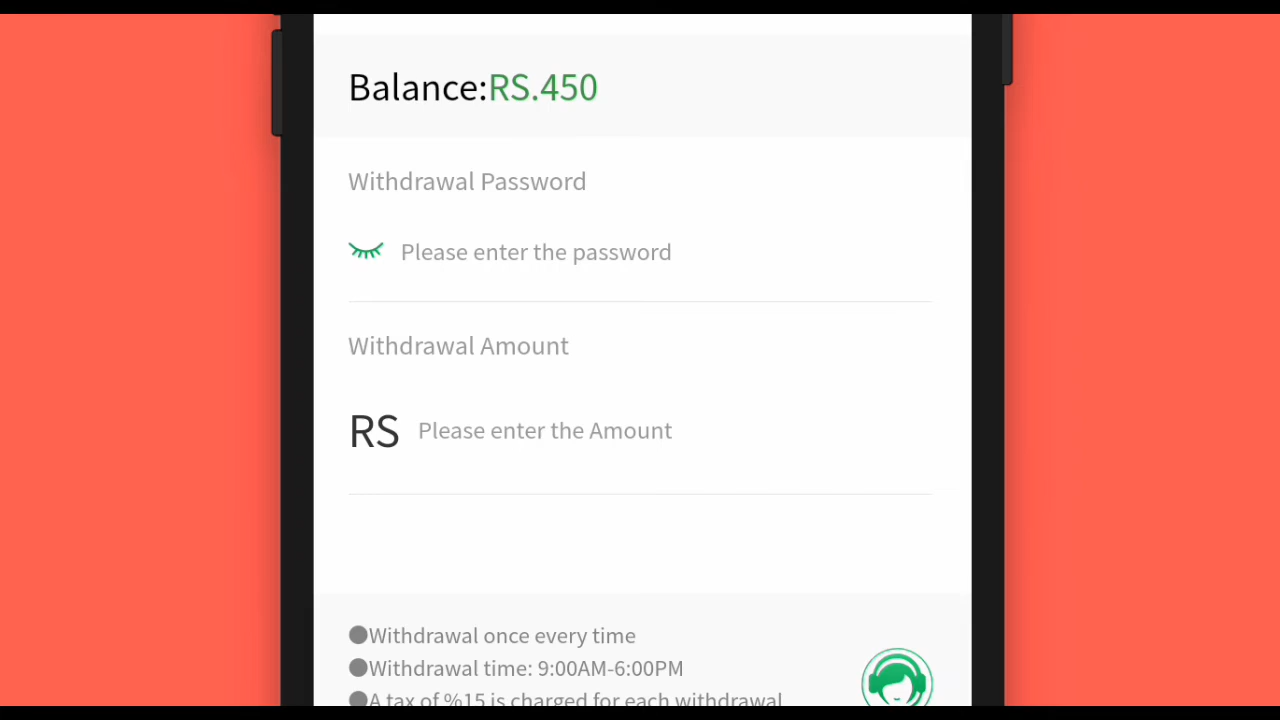 Balance:RS.450
Withdrawal Password
Please enter the password
Withdrawal Amount
RS Please enter the Amount
●Withdrawal once every time
●Withdrawal time: 9:00AM-6:00PM
●A tax of %15 is charged for each withdrawal